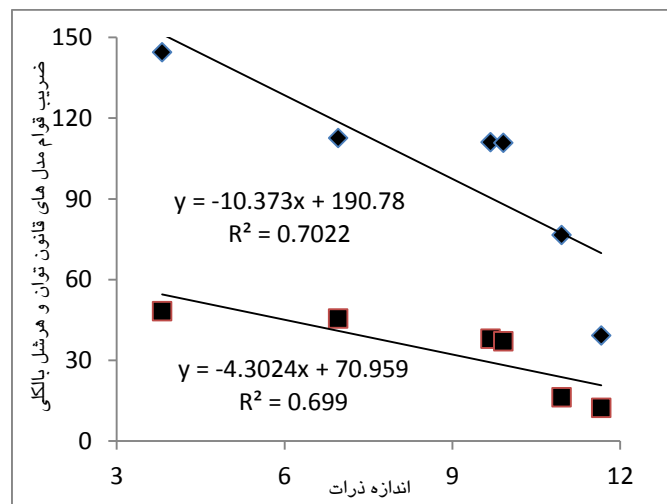 ضریب قوام مدل های قانون توان و هرشل بالکلی
150
120
90
60
30
0
y = -10.373x + 190.78
R² = 0.7022
y = -4.3024x + 70.959
R² = 0.699
3 6 9 12
اندازه ذرات